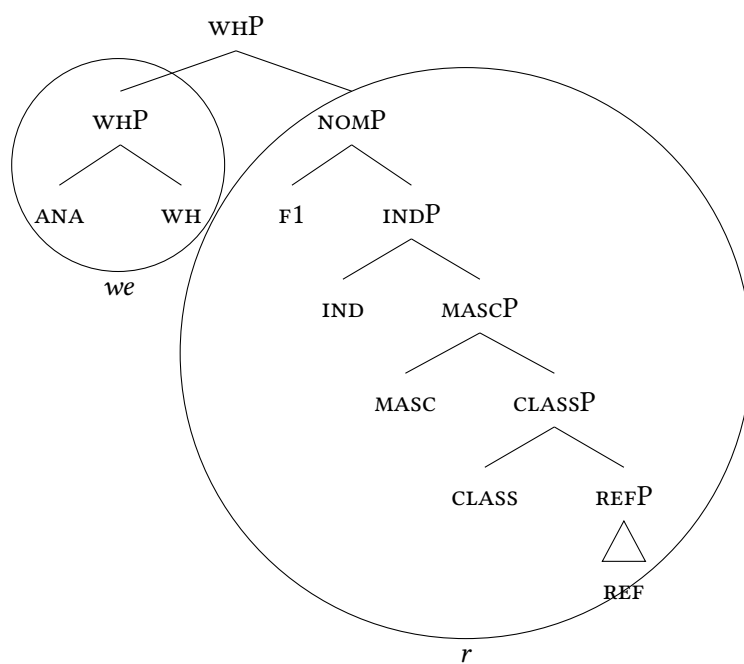 WHP
WHP NOMP
ANA WH F1 INDP
we
IND MASCP
MASC CLASSP
CLASS REFP
REF
r